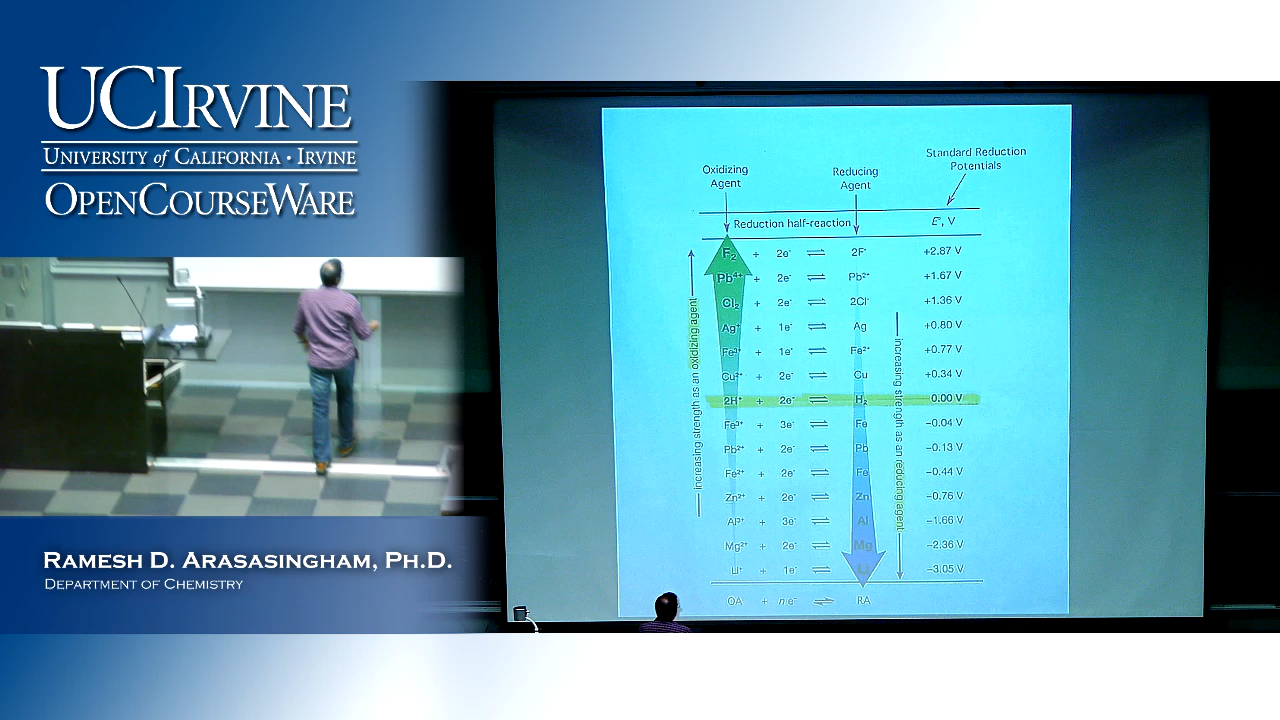 UCIRVINE
UNIVERSITY of CALIFORNIA · IRVINE
OPENCOURSEWARE
RAMESH D. ARASASINGHAM, PH.D.
DEPARTMENT OF CHEMISTRY
Oxidizing Agent
Reducing Agent
Standard Reduction Potentials
Reduction half-reaction E°, V
F₂ + 2e⁻ ⇌ 2F⁻ +2.87 V
Pb⁴⁺ + 2e⁻ ⇌ Pb²⁺ +1.67 V
Cl₂ + 2e⁻ ⇌ 2Cl⁻ +1.36 V
Ag⁺ + 1e⁻ ⇌ Ag +0.80 V
Fe³⁺ + 1e⁻ ⇌ Fe²⁺ +0.77 V
Cu²⁺ + 2e⁻ ⇌ Cu +0.34 V
2H⁺ + 2e⁻ ⇌ H₂ 0.00 V
Fe³⁺ + 3e⁻ ⇌ Fe −0.04 V
Pb²⁺ + 2e⁻ ⇌ Pb −0.13 V
Fe²⁺ + 2e⁻ ⇌ Fe −0.44 V
Zn²⁺ + 2e⁻ ⇌ Zn −0.76 V
Al³⁺ + 3e⁻ ⇌ Al −1.66 V
Mg²⁺ + 2e⁻ ⇌ Mg −2.36 V
Li⁺ + 1e⁻ ⇌ Li −3.05 V
OA + n e⁻ ⇌ RA
increasing strength as an oxidizing agent
increasing strength as an reducing agent